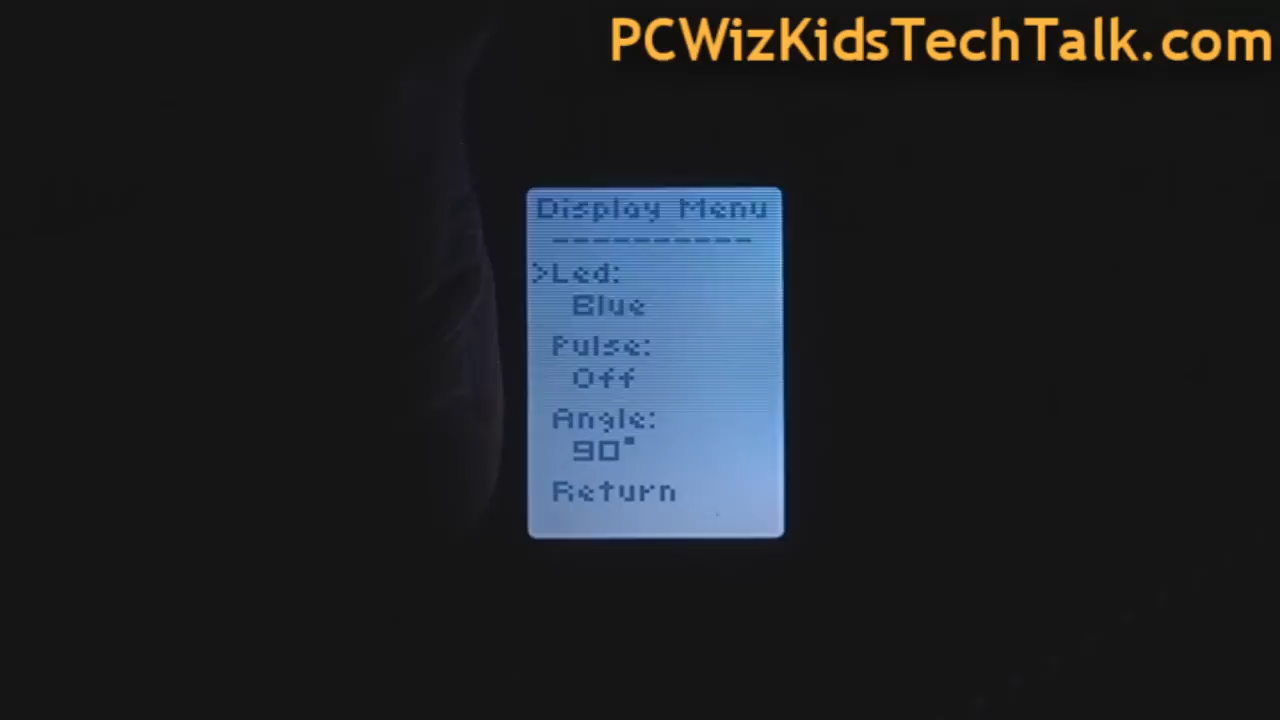 PCWizKidsTechTalk.com
Display Menu
----------
>Led:
Blue
Pulse:
Off
Angle:
90°
Return